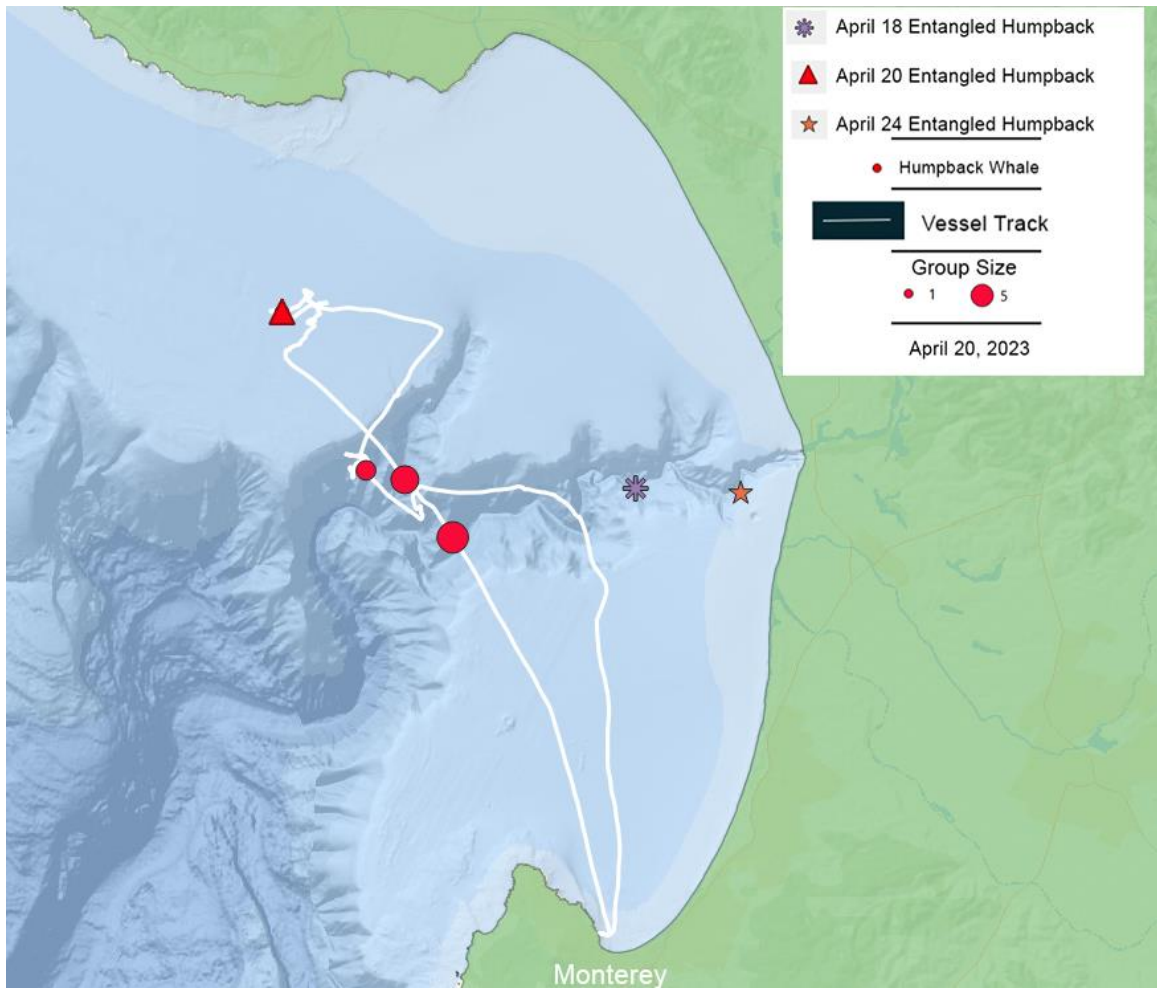 April 18 Entangled Humpback
April 20 Entangled Humpback
April 24 Entangled Humpback
Humpback Whale
Vessel Track
Group Size
1 5
April 20, 2023
Monterey